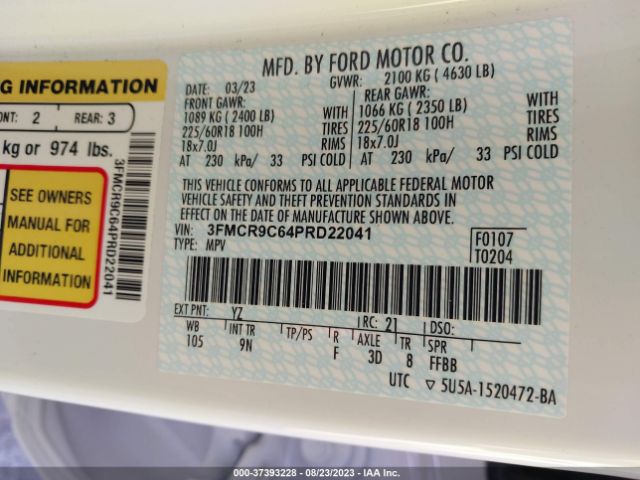 NG INFORMATION
ONT: 2 REAR: 3
kg or 974 lbs.
SEE OWNERS
MANUAL FOR
ADDITIONAL
INFORMATION
3FMCR9C64PRD22041
MFD. BY FORD MOTOR CO.
DATE: 03/23 GVWR: 2100 KG ( 4630 LB)
FRONT GAWR: REAR GAWR:
1089 KG ( 2400 LB) WITH 1066 KG ( 2350 LB) WITH
225/60R18 100H TIRES 225/60R18 100H TIRES
18x7.0J RIMS 18x7.0J RIMS
AT 230 kPa/ 33 PSI COLD AT 230 kPa/ 33 PSI COLD
THIS VEHICLE CONFORMS TO ALL APPLICABLE FEDERAL MOTOR
VEHICLE SAFETY AND THEFT PREVENTION STANDARDS IN
EFFECT ON THE DATE OF MANUFACTURE SHOWN ABOVE.
VIN: 3FMCR9C64PRD22041
TYPE: MPV
F0107
T0204
EXT PNT: YZ RC: 21 DSO:
WB INT TR TP/PS R AXLE TR SPR
105 9N F 3D 8 FFBB
UTC 5U5A-1520472-BA
000-37393228 - 08/23/2023 - IAAI.COM